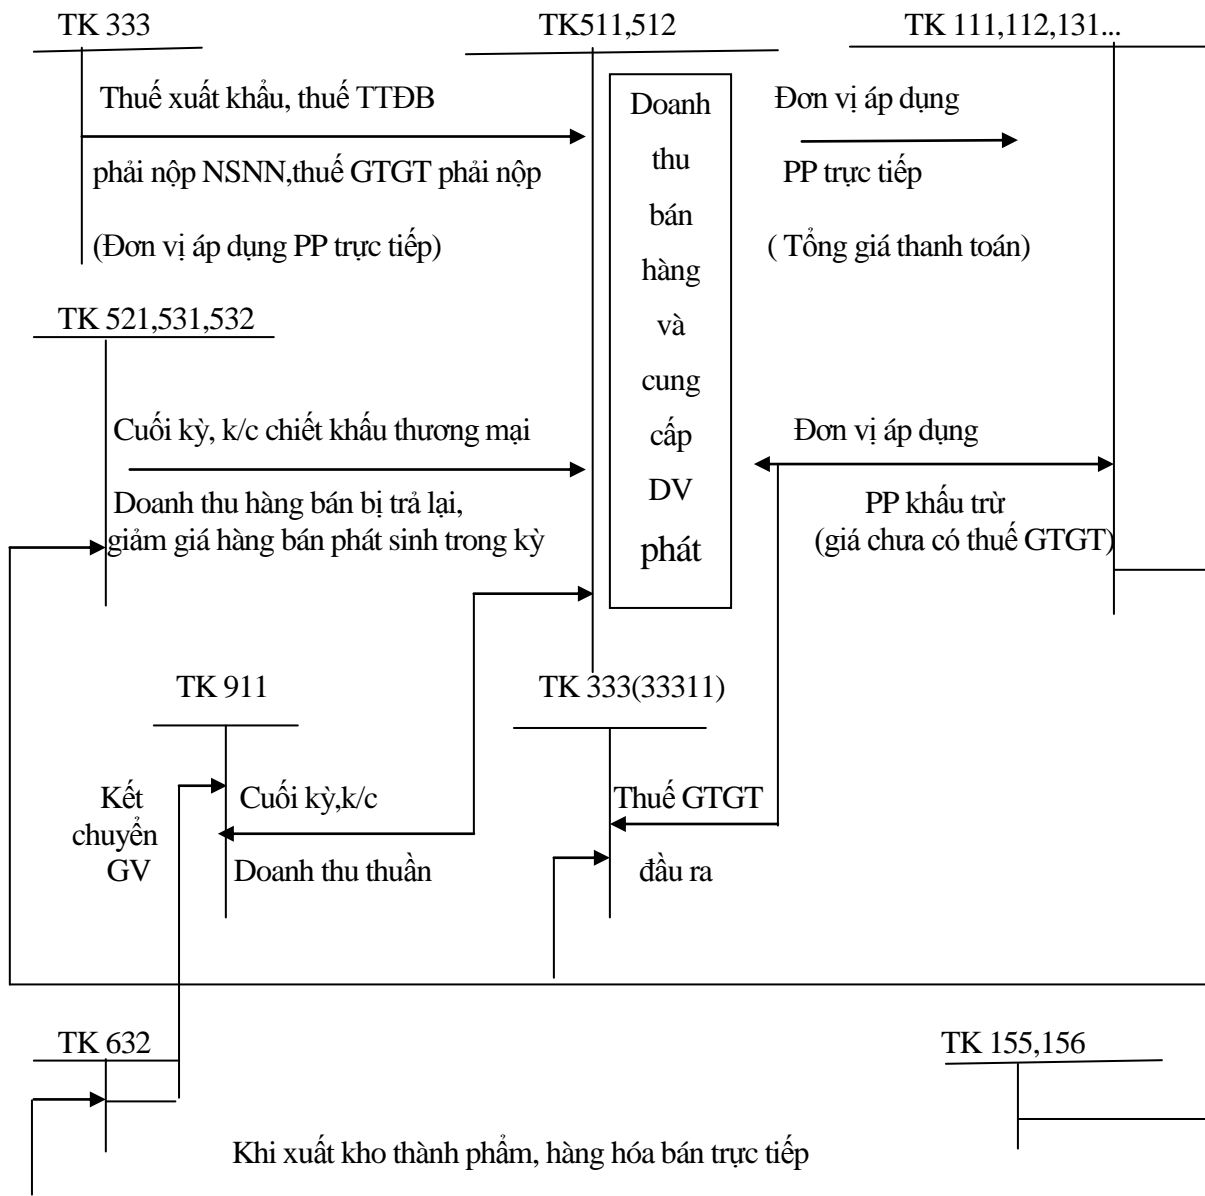 TK 333
TK511,512
TK 111,112,131...
Thuế xuất khẩu, thuế TTĐB
phải nộp NSNN,thuế GTGT phải nộp
(Đơn vị áp dụng PP trực tiếp)
Doanh
thu
bán
hàng
và
cung
cấp
DV
phát
Đơn vị áp dụng
PP trực tiếp
( Tổng giá thanh toán)
TK 521,531,532
Cuối kỳ, k/c chiết khấu thương mại
Doanh thu hàng bán bị trả lại,
giảm giá hàng bán phát sinh trong kỳ
Đơn vị áp dụng
PP khấu trừ
(giá chưa có thuế GTGT)
TK 911
TK 333(33311)
Kết
chuyển
GV
Cuối kỳ,k/c
Doanh thu thuần
Thuế GTGT
đầu ra
TK 632
TK 155,156
Khi xuất kho thành phẩm, hàng hóa bán trực tiếp